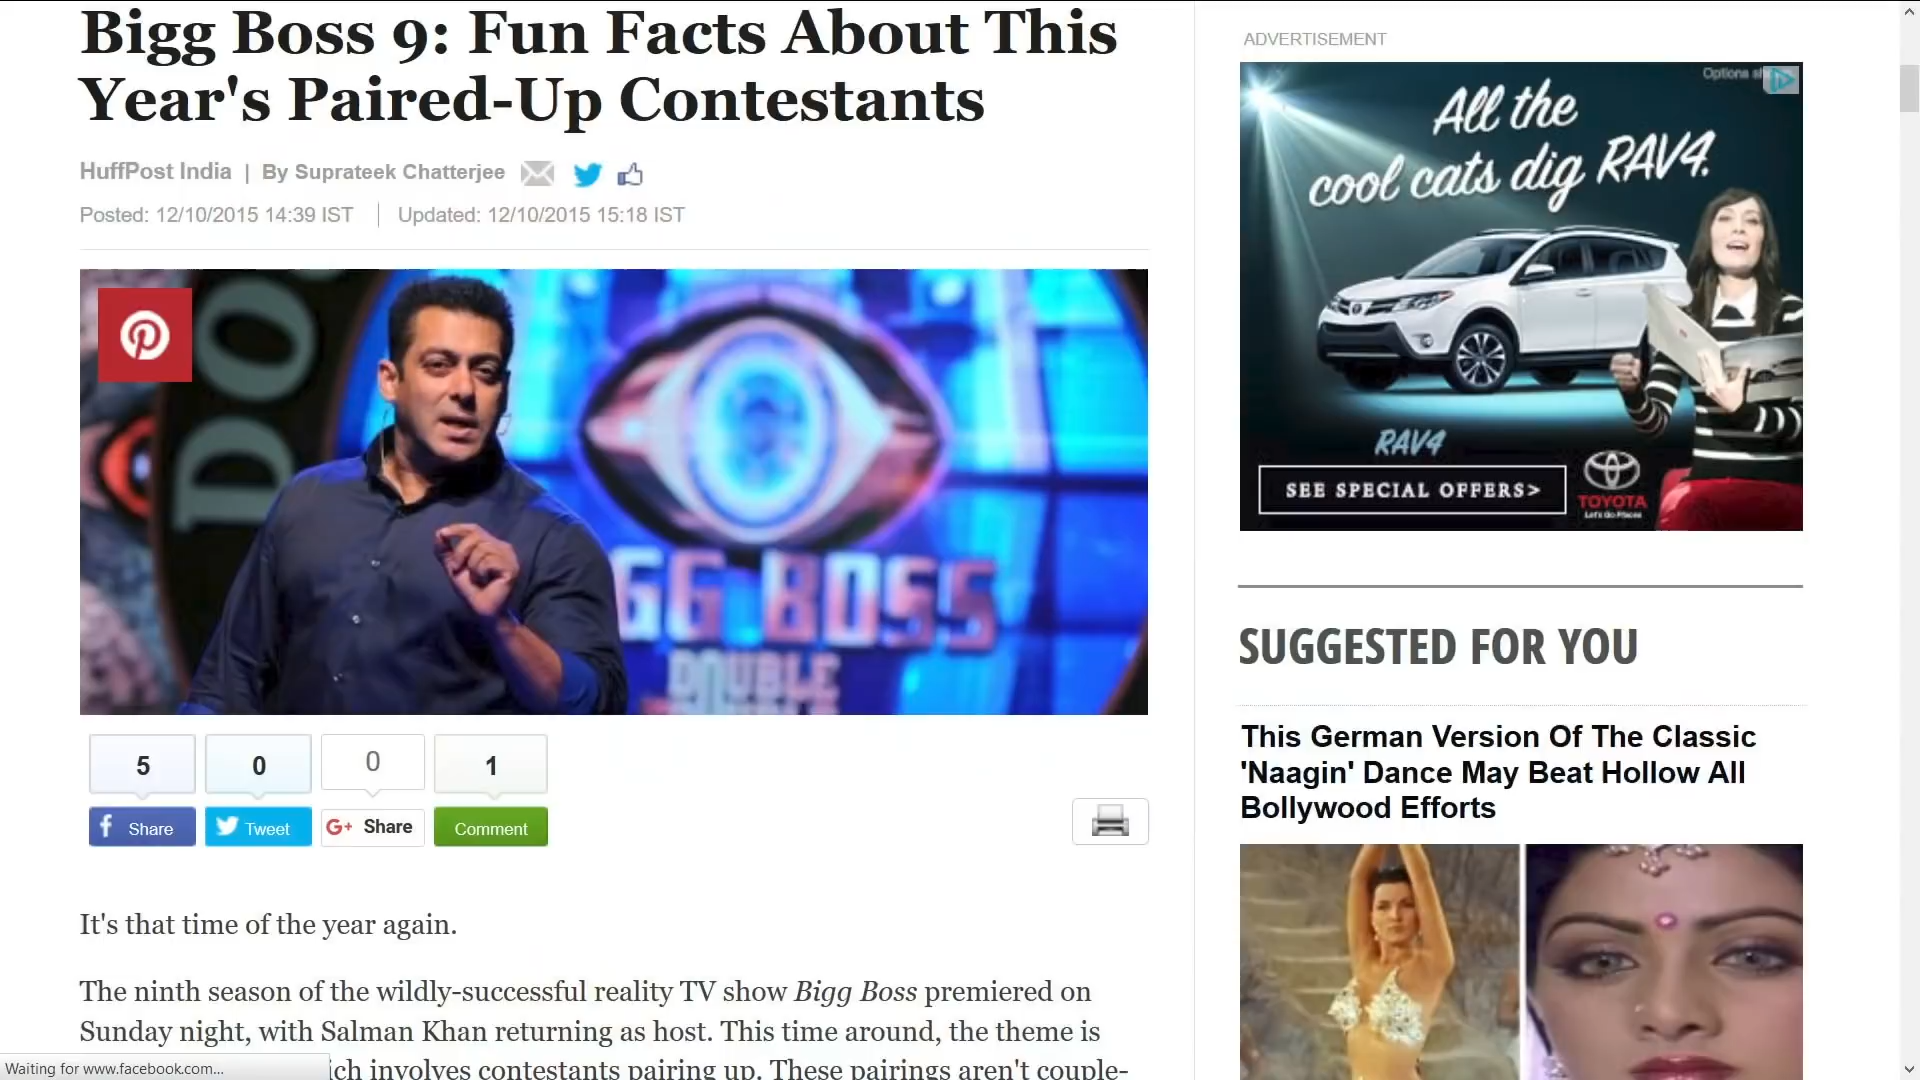 Bigg Boss 9: Fun Facts About This
Year's Paired-Up Contestants
HuffPost India | By Suprateek Chatterjee
Posted: 12/10/2015 14:39 IST | Updated: 12/10/2015 15:18 IST
DO
GG BOSS
DOUBLE
5
0
0
1
Share
Tweet
G+ Share
Comment
It's that time of the year again.
The ninth season of the wildly-successful reality TV show Bigg Boss premiered on
Sunday night, with Salman Khan returning as host. This time around, the theme is
ich involves contestants pairing up. These pairings aren't couple-
Waiting for www.facebook.com...
ADVERTISEMENT
Options
All the
cool cats dig RAV4.
RAV4
SEE SPECIAL OFFERS>
TOYOTA
Let's Go Places
SUGGESTED FOR YOU
This German Version Of The Classic
'Naagin' Dance May Beat Hollow All
Bollywood Efforts